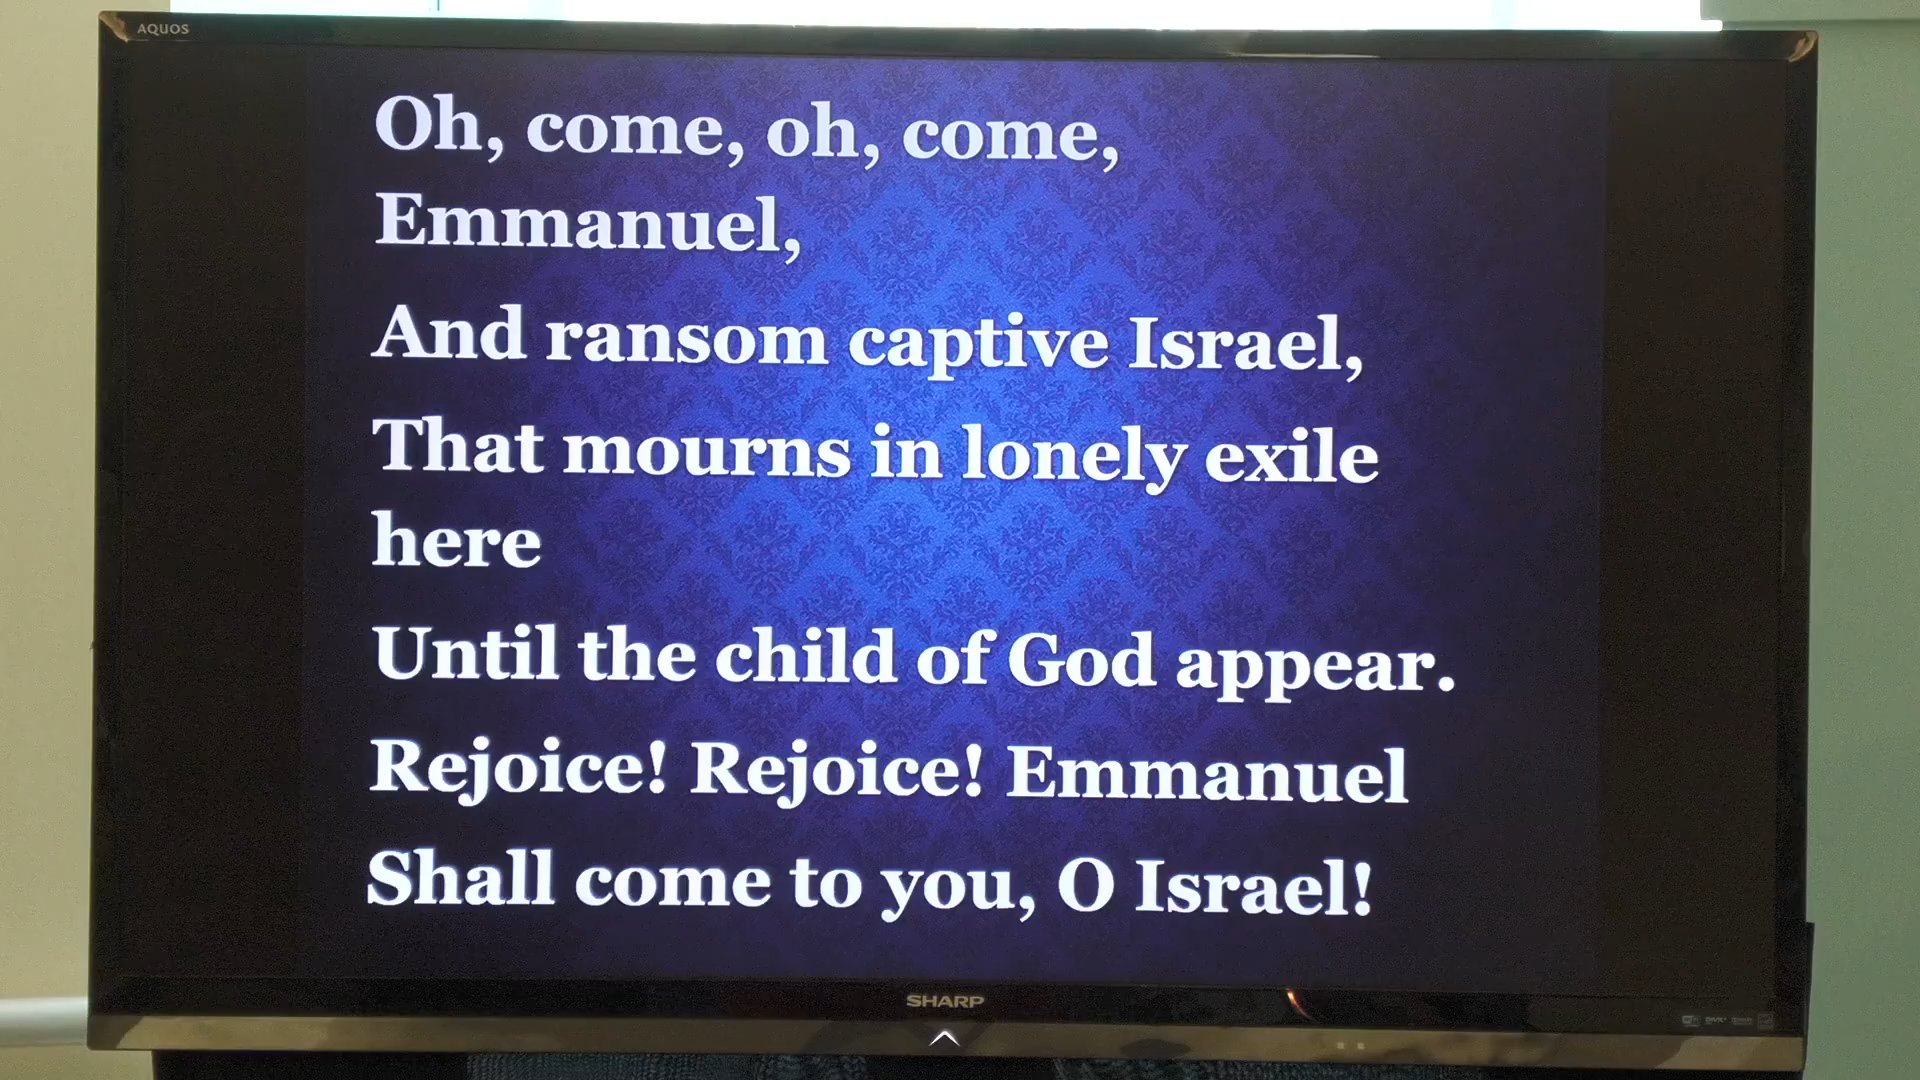 AQUOS
Oh, come, oh, come,
Emmanuel,
And ransom captive Israel,
That mourns in lonely exile
here
Until the child of God appear.
Rejoice! Rejoice! Emmanuel
Shall come to you, O Israel!
SHARP